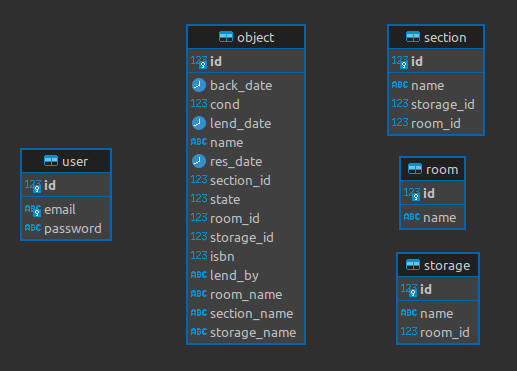 user
123 id
ABC email
ABC password
object
123 id
back_date
123 cond
lend_date
ABC name
res_date
123 section_id
123 state
123 room_id
123 storage_id
123 isbn
ABC lend_by
ABC room_name
ABC section_name
ABC storage_name
section
123 id
ABC name
123 storage_id
123 room_id
room
123 id
ABC name
storage
123 id
ABC name
123 room_id